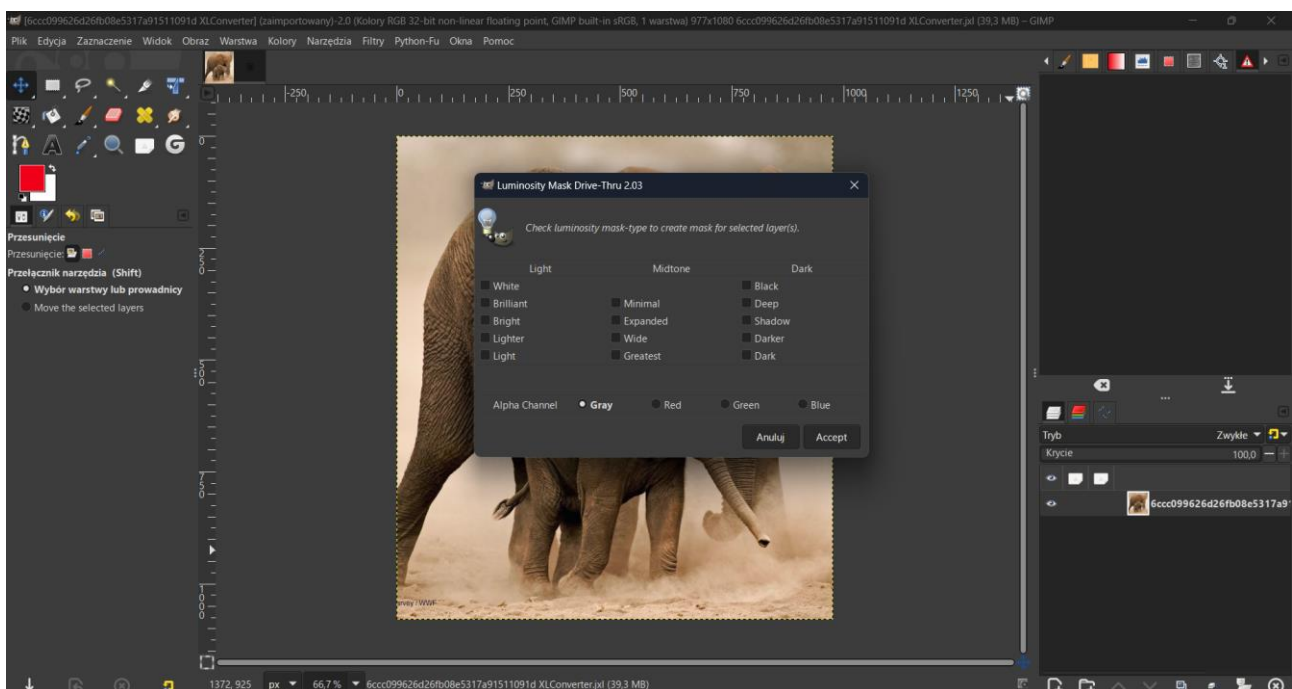 [6ccc099626d26fb08e5317a91511091d XLConverter] (zaimportowany)-2.0 (Kolory RGB 32-bit non-linear floating point, GIMP built-in sRGB, 1 warstwa) 977x1080 6ccc099626d26fb08e5317a91511091d XLConverter.jxl (39,3 MB) – GIMP
Plik Edycja Zaznaczenie Widok Obraz Warstwa Kolory Narzędzia Filtry Python-Fu Okna Pomoc
-250 0 250 500 750 1000 1250
0
250
500
750
1000
Przesunięcie
Przesunięcie:
Przełącznik narzędzia (Shift)
Wybór warstwy lub prowadnicy
Move the selected layers
Luminosity Mask Drive-Thru 2.03
Check luminosity mask-type to create mask for selected layer(s).
Light Midtone Dark
White Black
Brilliant Minimal Deep
Bright Expanded Shadow
Lighter Wide Darker
Light Greatest Dark
Alpha Channel Gray Red Green Blue
Anuluj Accept
/ WWF
Tryb Zwykłe
Krycie 100,0
6ccc099626d26fb08e5317a9
1372, 925 px 66,7 % 6ccc099626d26fb08e5317a91511091d XLConverter.jxl (39,3 MB)